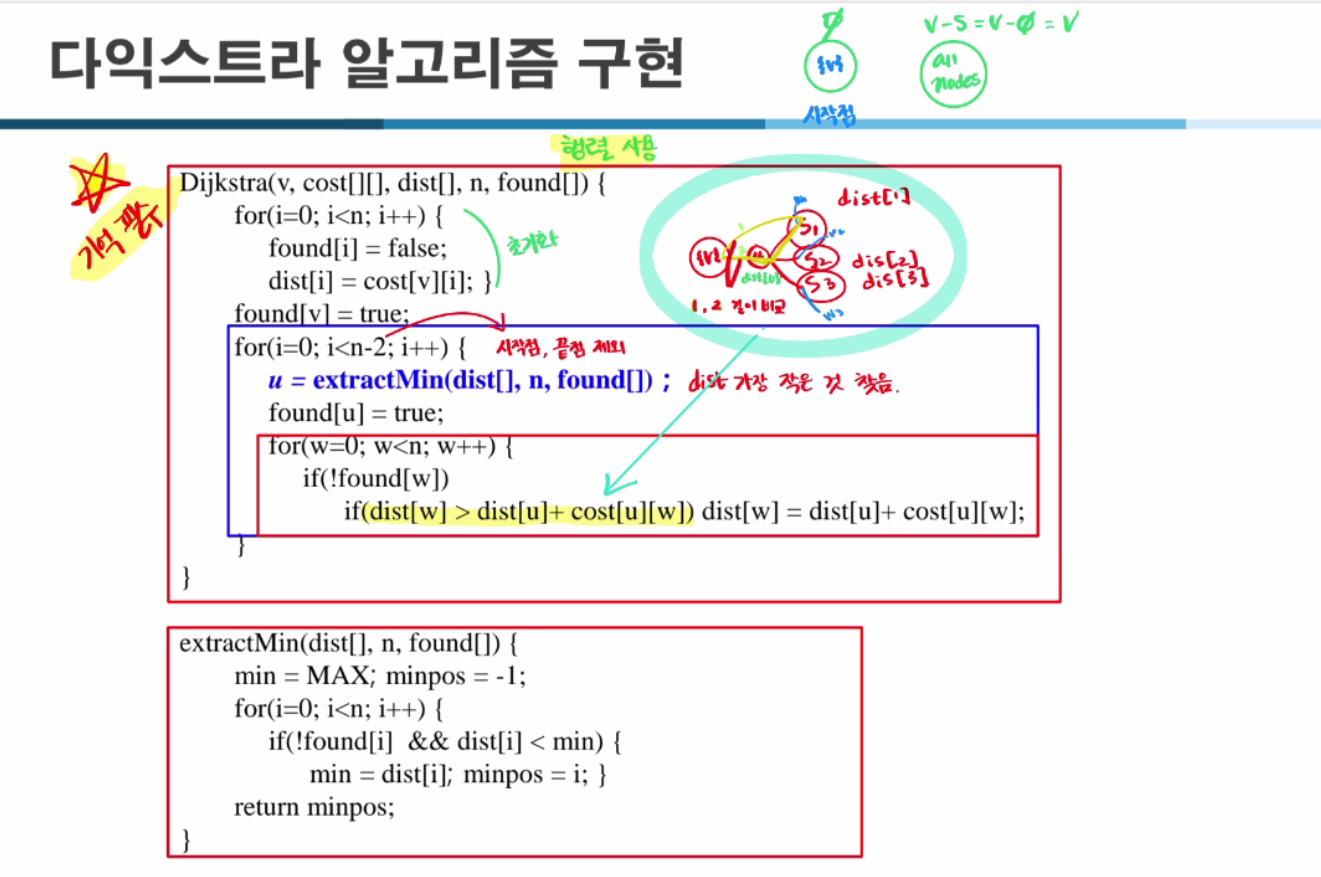 다익스트라 알고리즘 구현
{v}
시작점
V-S = V-Ø = V
all
nodes
행렬 사용
기억 필수
Dijkstra(v, cost[][], dist[], n, found[]) {
for(i=0; i<n; i++) {
found[i] = false;
초기화
dist[i] = cost[v][i]; }
found[v] = true;
dist[1]
S1
{v}
S2 dis[2]
S3 dis[3]
1, 2 길이 비교
for(i=0; i<n-2; i++) { 시작점, 끝점 제외
u = extractMin(dist[], n, found[]) ; dist 가장 작은 것 찾음.
found[u] = true;
for(w=0; w<n; w++) {
if(!found[w])
if(dist[w] > dist[u]+ cost[u][w]) dist[w] = dist[u]+ cost[u][w];
}
}
extractMin(dist[], n, found[]) {
min = MAX; minpos = -1;
for(i=0; i<n; i++) {
if(!found[i] && dist[i] < min) {
min = dist[i]; minpos = i; }
return minpos;
}